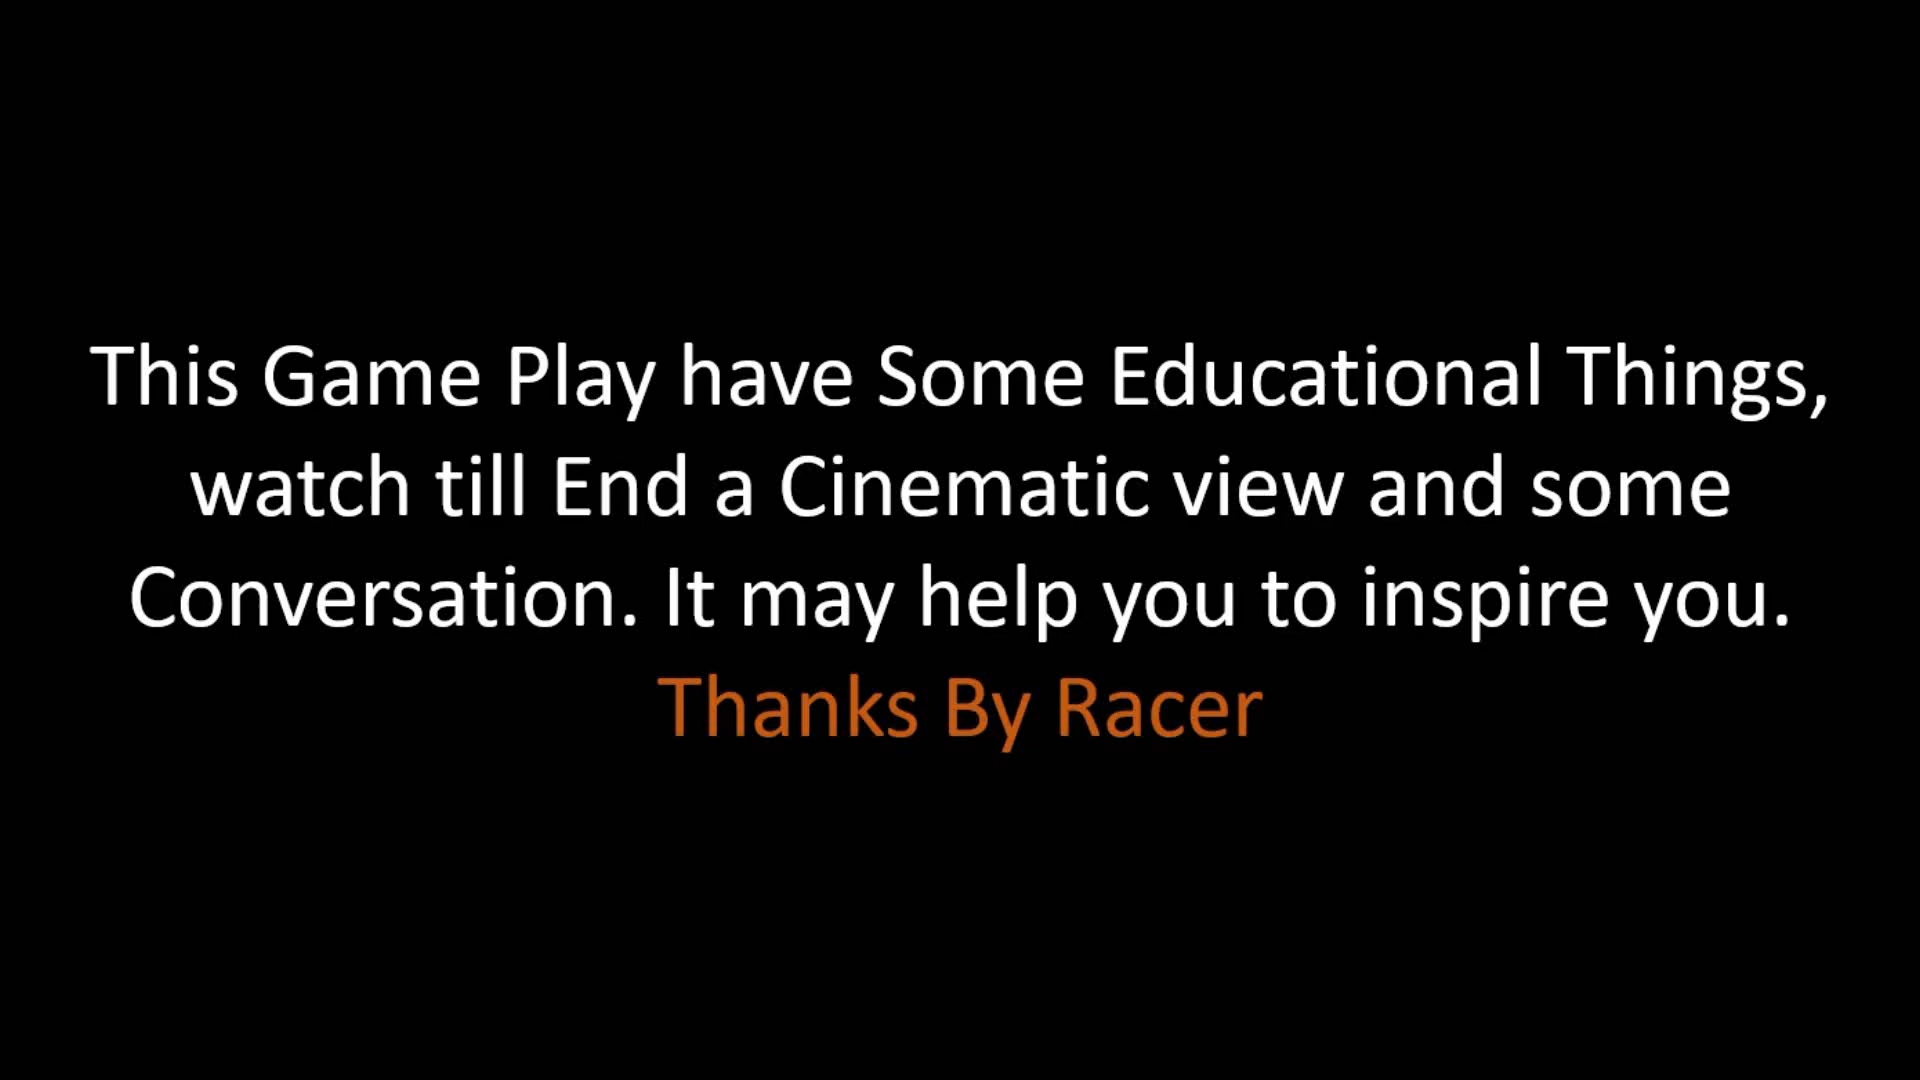 This Game Play have Some Educational Things,
watch till End a Cinematic view and some
Conversation. It may help you to inspire you.
Thanks By Racer